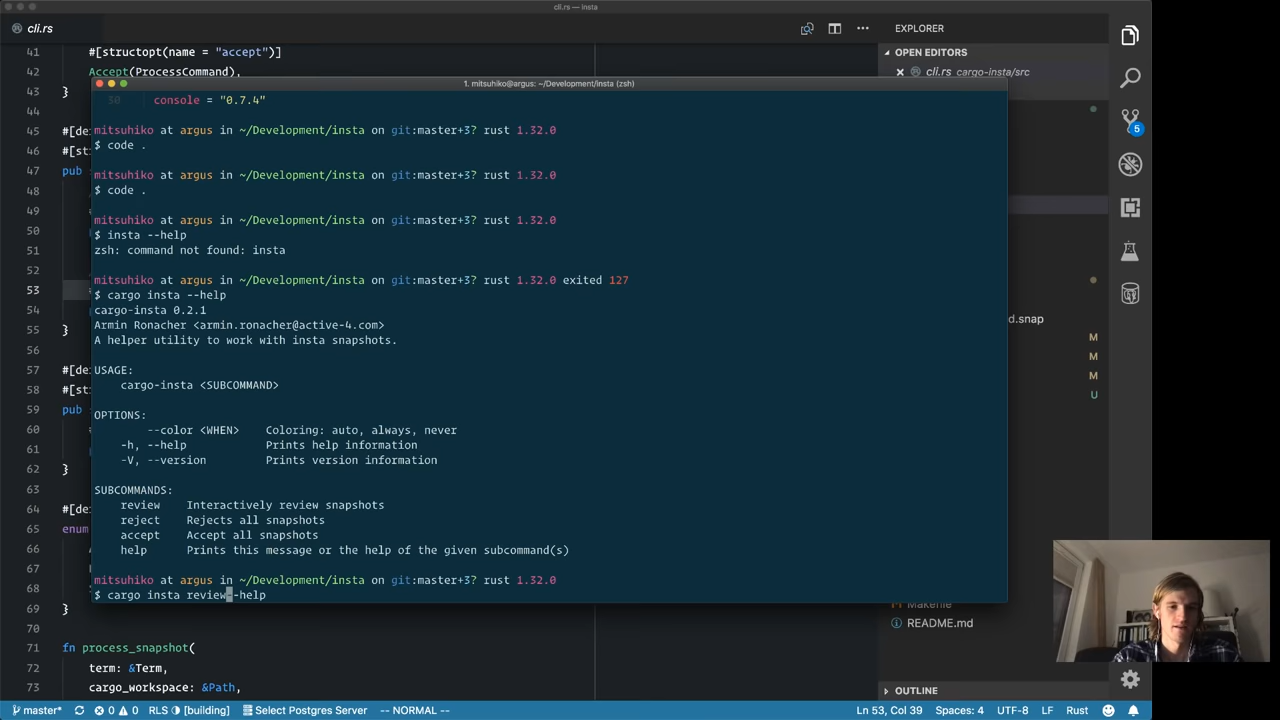 cli.rs — insta
cli.rs
EXPLORER
OPEN EDITORS
cli.rs cargo-insta/src
41 #[structopt(name = "accept")]
42 Accept(ProcessCommand),
43 }
44
45 #[de
46 #[st
47 pub
48
49
50
51
52
53
54
55 }
56
57 #[de
58 #[st
59 pub
60
61
62 }
63
64 #[de
65 enum
66
67
68
69 }
70
71 fn process_snapshot(
72 term: &Term,
73 cargo_workspace: &Path,
1. mitsuhiko@argus: ~/Development/insta (zsh)
30 console = "0.7.4"
mitsuhiko at argus in ~/Development/insta on git:master+3? rust 1.32.0
$ code .
mitsuhiko at argus in ~/Development/insta on git:master+3? rust 1.32.0
$ code .
mitsuhiko at argus in ~/Development/insta on git:master+3? rust 1.32.0
$ insta --help
zsh: command not found: insta
mitsuhiko at argus in ~/Development/insta on git:master+3? rust 1.32.0 exited 127
$ cargo insta --help
cargo-insta 0.2.1
Armin Ronacher <armin.ronacher@active-4.com>
A helper utility to work with insta snapshots.
USAGE:
cargo-insta <SUBCOMMAND>
OPTIONS:
--color <WHEN> Coloring: auto, always, never
-h, --help Prints help information
-V, --version Prints version information
SUBCOMMANDS:
review Interactively review snapshots
reject Rejects all snapshots
accept Accept all snapshots
help Prints this message or the help of the given subcommand(s)
mitsuhiko at argus in ~/Development/insta on git:master+3? rust 1.32.0
$ cargo insta review--help
d.snap
M
M
M
U
5
Makefile
README.md
OUTLINE
master* 0 0 RLS [building] Select Postgres Server -- NORMAL --
Ln 53, Col 39 Spaces: 4 UTF-8 LF Rust